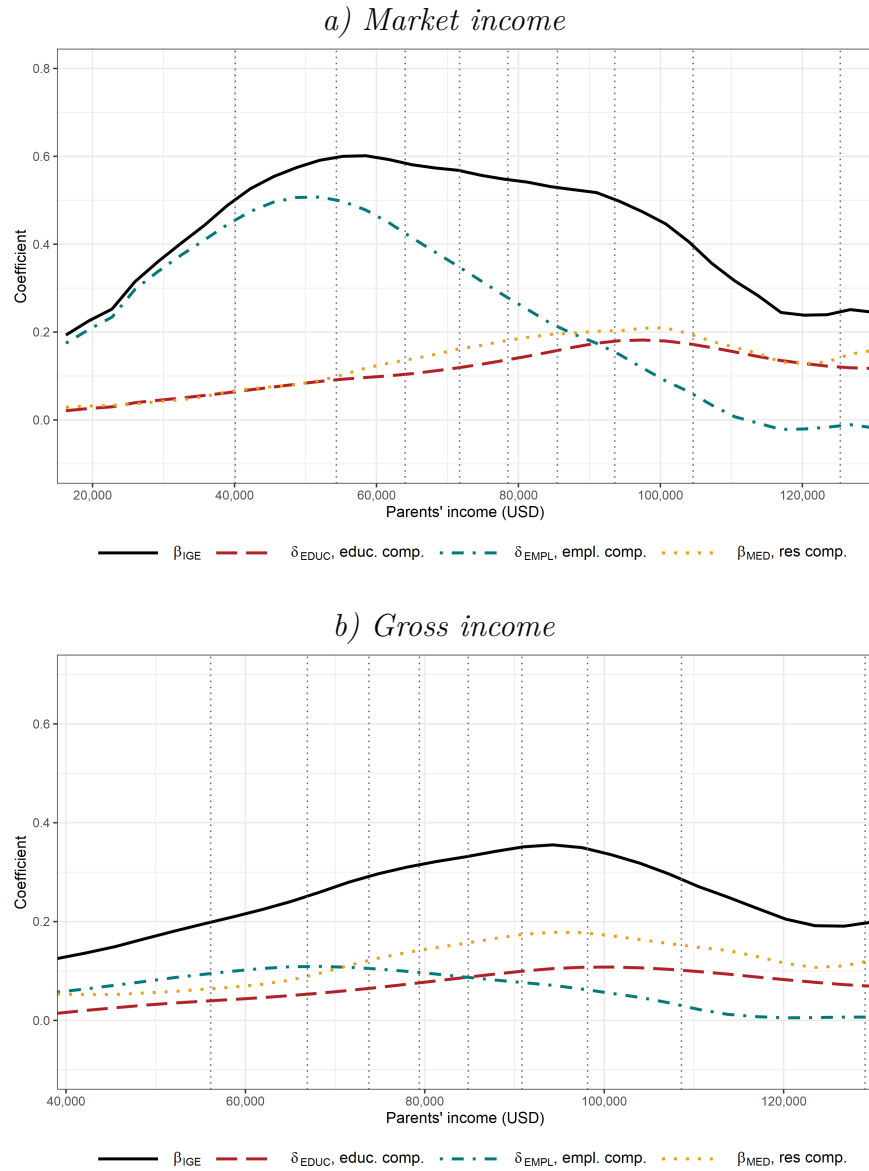 a) Market income
0.8
0.6
0.4
0.2
0.0
Coefficient
20,000 40,000 60,000 80,000 100,000 120,000
Parents' income (USD)
βIGE δEDUC, educ. comp. δEMPL, empl. comp. βMED, res comp.
b) Gross income
0.6
0.4
0.2
0.0
Coefficient
40,000 60,000 80,000 100,000 120,000
Parents' income (USD)
βIGE δEDUC, educ. comp. δEMPL, empl. comp. βMED, res comp.